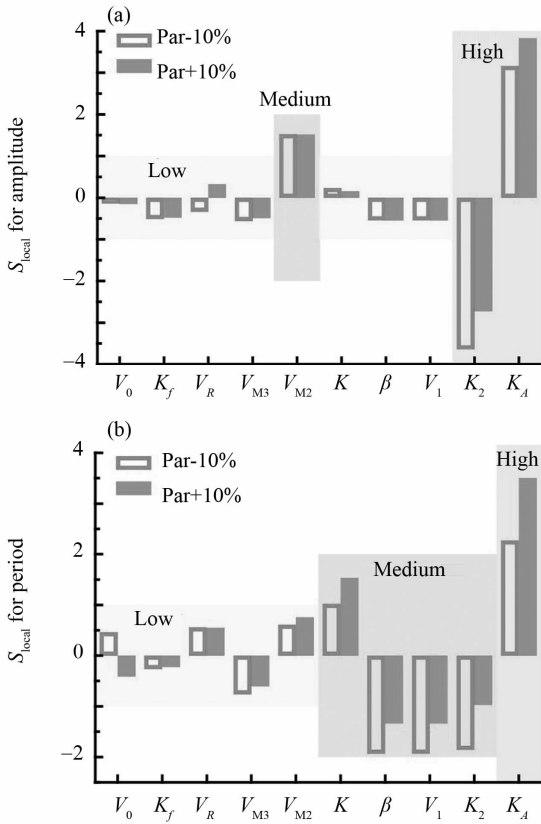 (a)
4
Par-10%
Par+10%
High
Medium
2
Low
0
−2
−4
S_local for amplitude
V_0 K_f V_R V_M3 V_M2 K β V_1 K_2 K_A
(b)
4
Par-10%
Par+10%
High
Medium
2
Low
0
−2
S_local for period
V_0 K_f V_R V_M3 V_M2 K β V_1 K_2 K_A